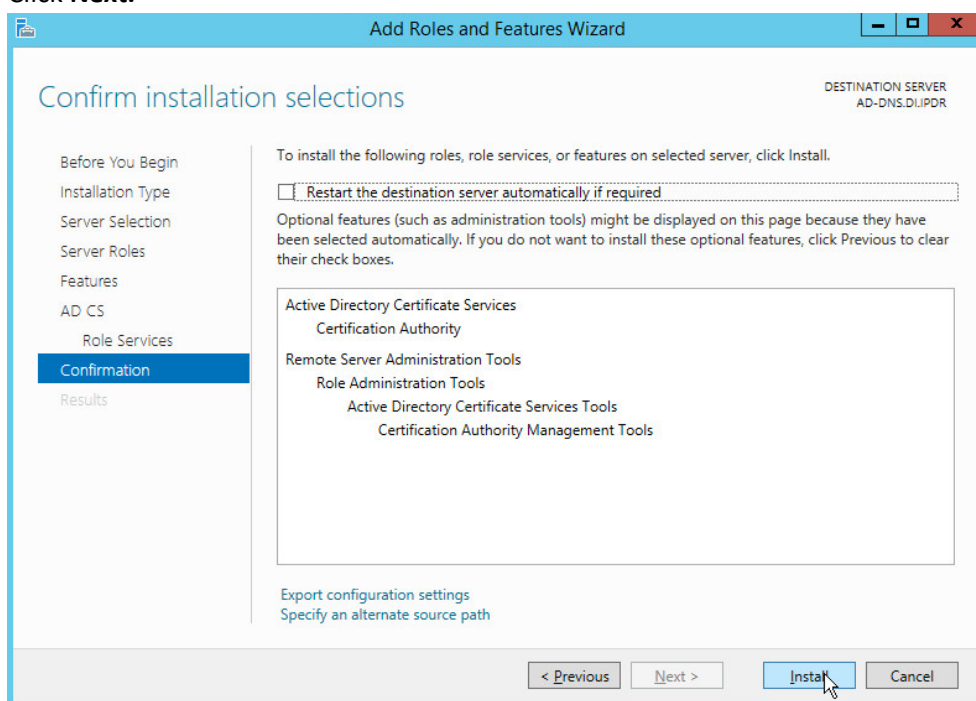 Click Next.
Add Roles and Features Wizard
Confirm installation selections
DESTINATION SERVER
AD-DNS.DI.IPDR
Before You Begin
Installation Type
Server Selection
Server Roles
Features
AD CS
Role Services
Confirmation
Results
To install the following roles, role services, or features on selected server, click Install.
Restart the destination server automatically if required
Optional features (such as administration tools) might be displayed on this page because they have
been selected automatically. If you do not want to install these optional features, click Previous to clear
their check boxes.
Active Directory Certificate Services
Certification Authority
Remote Server Administration Tools
Role Administration Tools
Active Directory Certificate Services Tools
Certification Authority Management Tools
Export configuration settings
Specify an alternate source path
< Previous
Next >
Install
Cancel